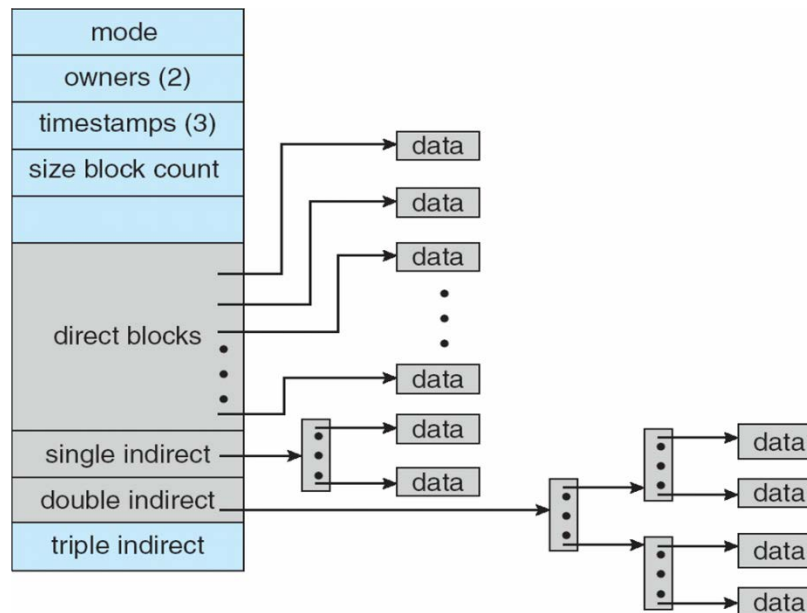 mode
owners (2)
timestamps (3)
size block count
direct blocks
single indirect
double indirect
triple indirect
data
data
data
data
data
data
data
data
data
data